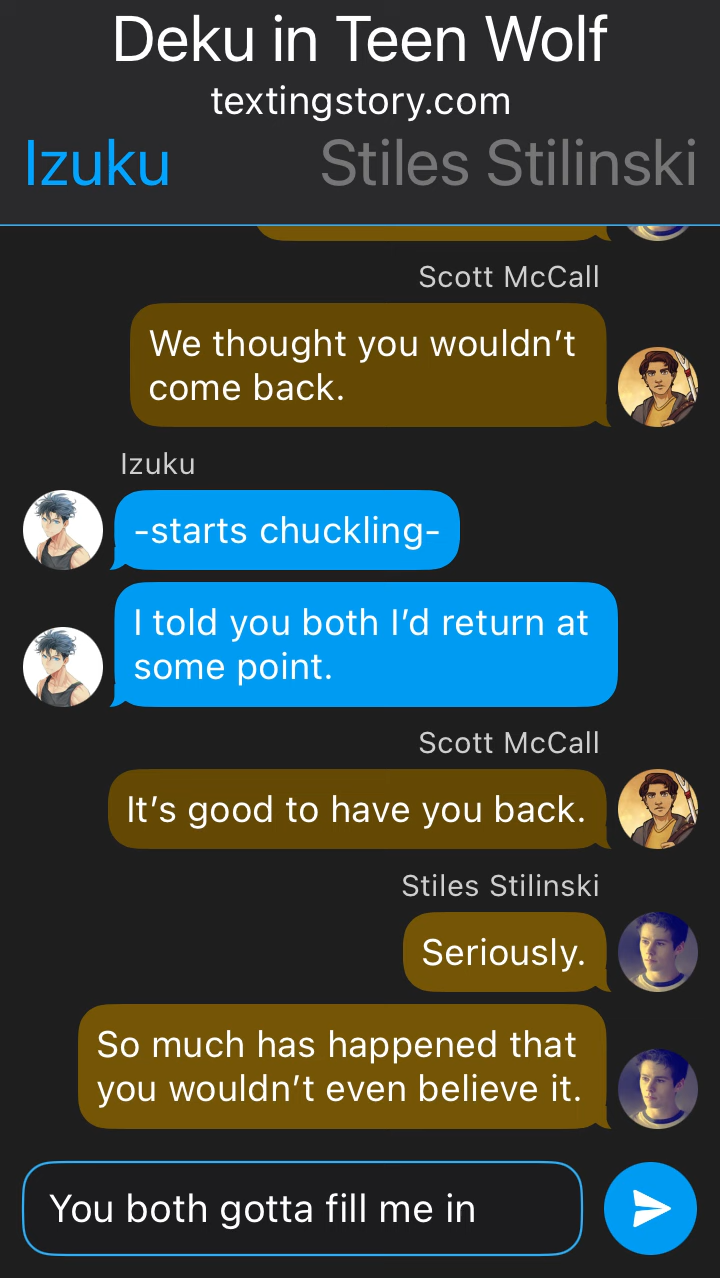 Deku in Teen Wolf
textingstory.com
Izuku
Stiles Stilinski
Scott McCall
We thought you wouldn’t
come back.
Izuku
-starts chuckling-
I told you both I’d return at
some point.
Scott McCall
It’s good to have you back.
Stiles Stilinski
Seriously.
So much has happened that
you wouldn’t even believe it.
You both gotta fill me in